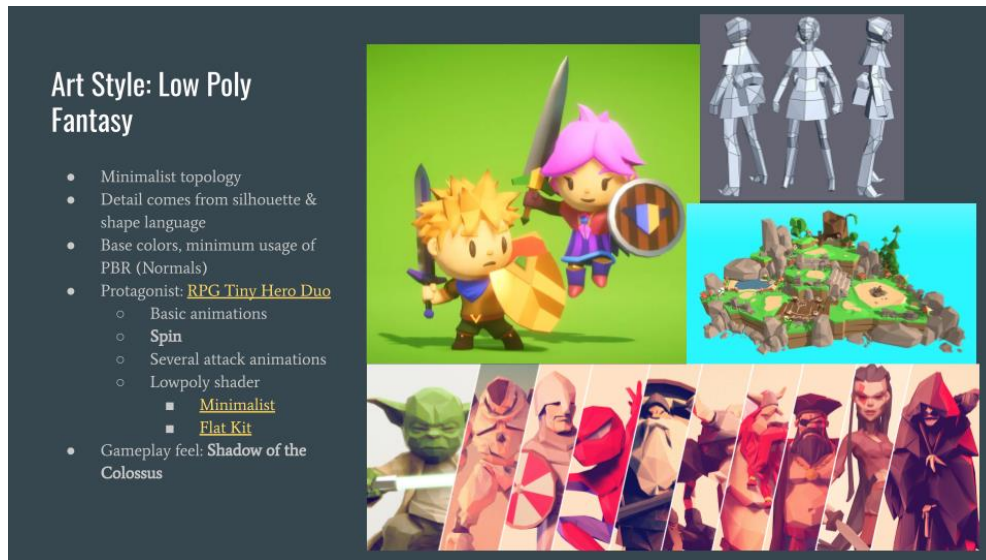 Art Style: Low Poly
Fantasy
● Minimalist topology
● Detail comes from silhouette &
shape language
● Base colors, minimum usage of
PBR (Normals)
● Protagonist: RPG Tiny Hero Duo
○ Basic animations
○ Spin
○ Several attack animations
○ Lowpoly shader
■ Minimalist
■ Flat Kit
● Gameplay feel: Shadow of the
Colossus